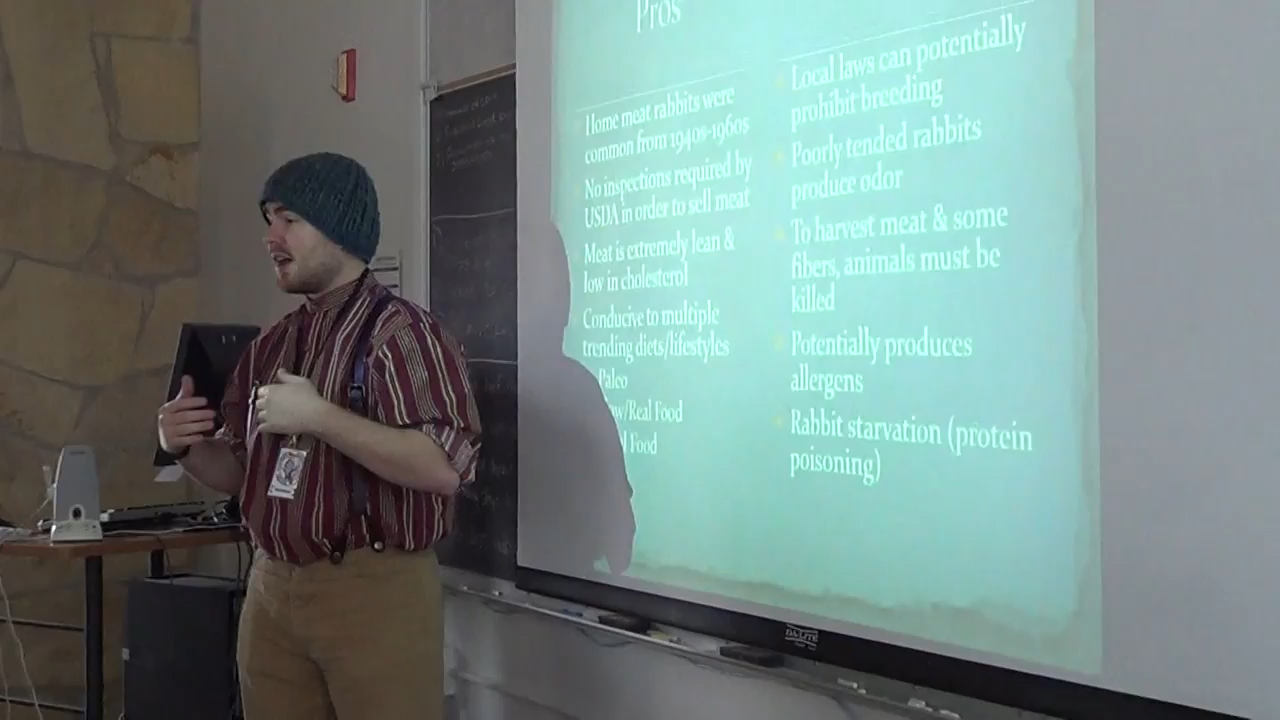 Pros
Home meat rabbits were
common from 1940s-1960s
No inspections required by
USDA in order to sell meat
Meat is extremely lean &
low in cholesterol
Conducive to multiple
trending diets/lifestyles
Paleo
w/Real Food
Food
Local laws can potentially
prohibit breeding
Poorly tended rabbits
produce odor
To harvest meat & some
fibers, animals must be
killed
Potentially produces
allergens
Rabbit starvation (protein
poisoning)
DA-LITE